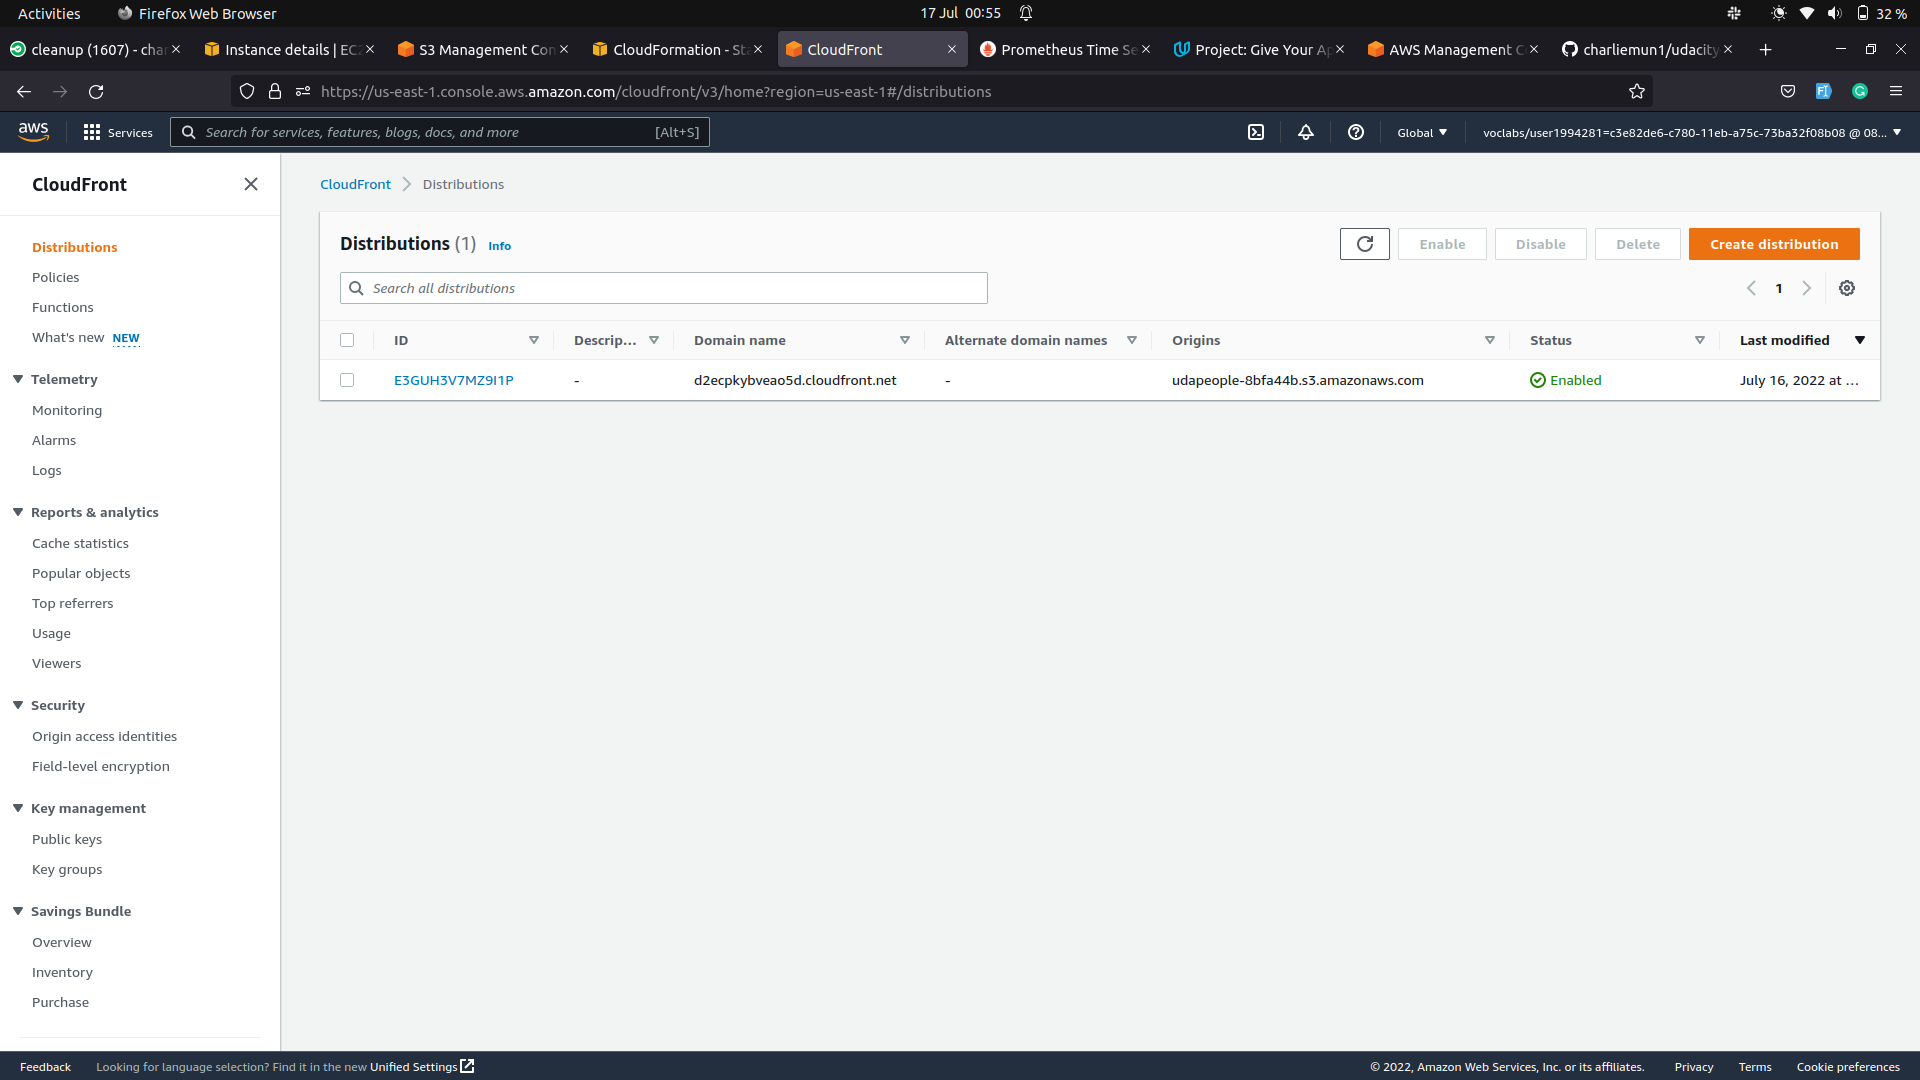 Activities Firefox Web Browser 17 Jul 00:55 32 %
cleanup (1607) - cha Instance details | EC2 S3 Management Con CloudFormation - Sta CloudFront Prometheus Time Se Project: Give Your Ap AWS Management C charliemun1/udacity
https://us-east-1.console.aws.amazon.com/cloudfront/v3/home?region=us-east-1#/distributions
aws Services Search for services, features, blogs, docs, and more [Alt+S] Global voclabs/user1994281=c3e82de6-c780-11eb-a75c-73ba32f08b08 @ 08...
CloudFront
Distributions
Policies
Functions
What's new NEW
Telemetry
Monitoring
Alarms
Logs
Reports & analytics
Cache statistics
Popular objects
Top referrers
Usage
Viewers
Security
Origin access identities
Field-level encryption
Key management
Public keys
Key groups
Savings Bundle
Overview
Inventory
Purchase
CloudFront Distributions
Distributions (1) Info
Enable Disable Delete Create distribution
Search all distributions 1
ID Descrip... Domain name Alternate domain names Origins Status Last modified
E3GUH3V7MZ9I1P - d2ecpkybveao5d.cloudfront.net - udapeople-8bfa44b.s3.amazonaws.com Enabled July 16, 2022 at ...
Feedback Looking for language selection? Find it in the new Unified Settings © 2022, Amazon Web Services, Inc. or its affiliates. Privacy Terms Cookie preferences